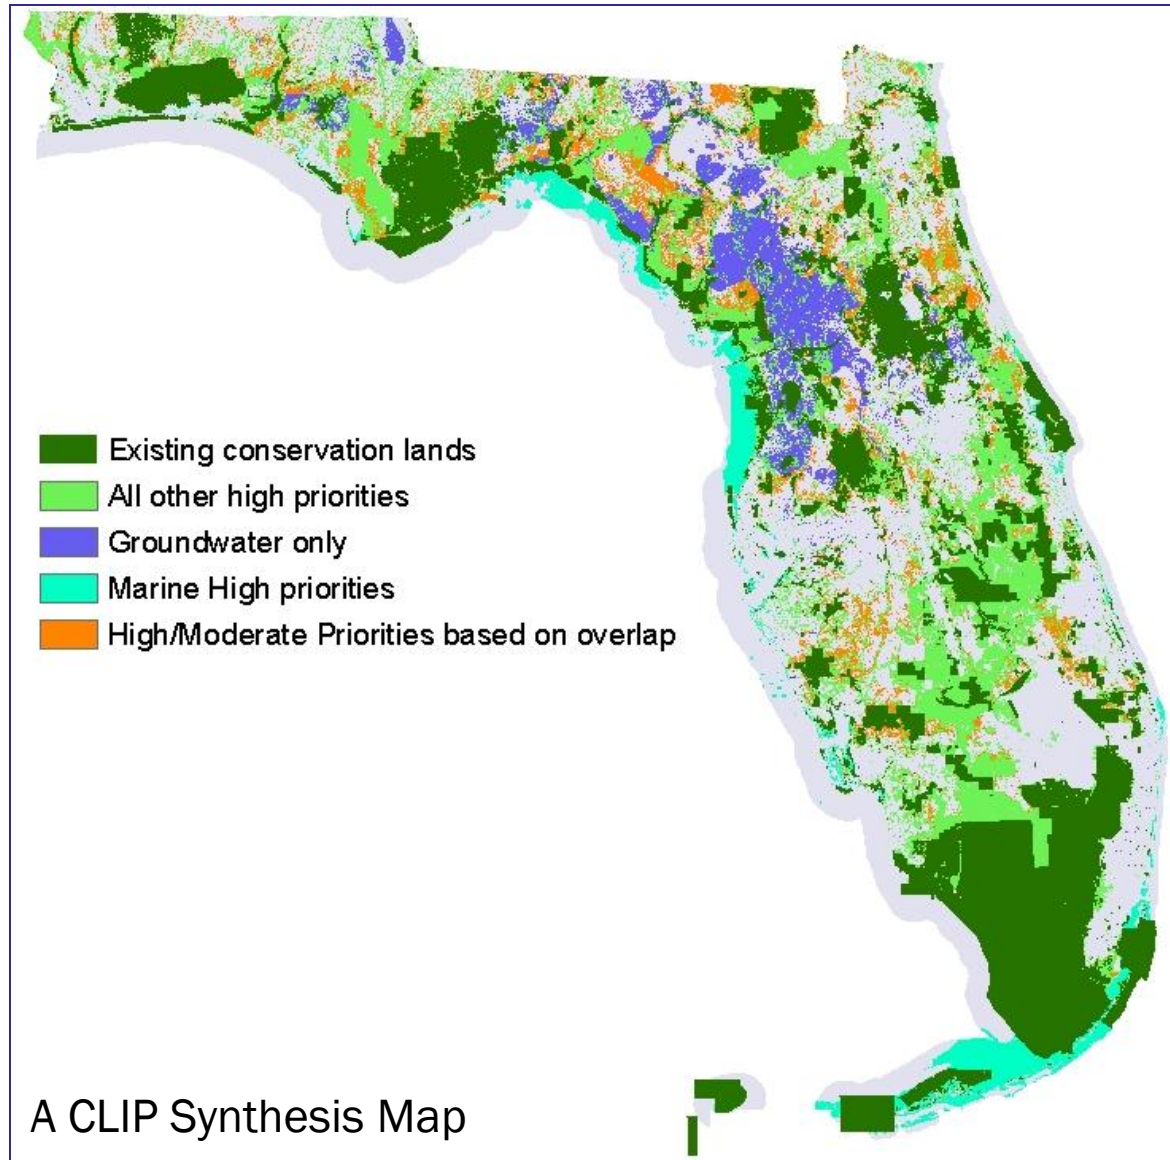 Existing conservation lands
All other high priorities
Groundwater only
Marine High priorities
High/Moderate Priorities based on overlap
A CLIP Synthesis Map